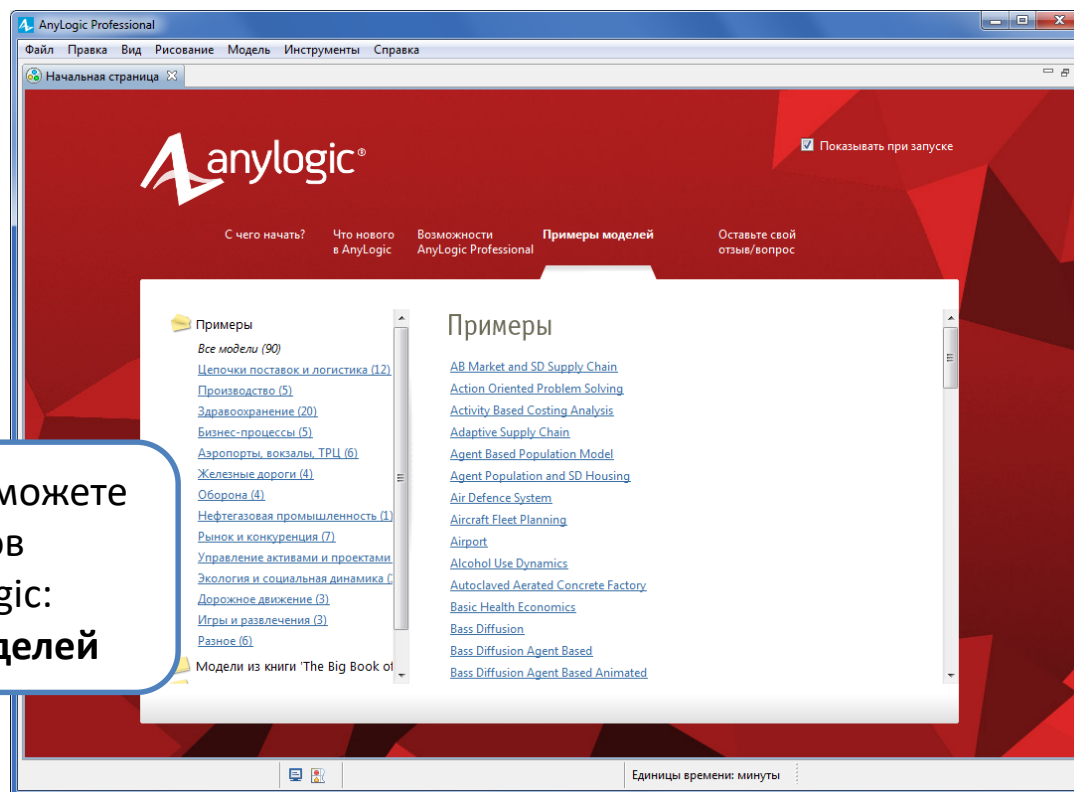 AnyLogic Professional
Файл Правка Вид Рисование Модель Инструменты Справка
Начальная страница
anylogic®
Показывать при запуске
С чего начать?
Что нового
в AnyLogic
Возможности
AnyLogic Professional
Примеры моделей
Оставьте свой
отзыв/вопрос
Примеры
Все модели (90)
Цепочки поставок и логистика (12)
Производство (5)
Здравоохранение (20)
Бизнес-процессы (5)
Аэропорты, вокзалы, ТРЦ (6)
Железные дороги (4)
Оборона (4)
Нефтегазовая промышленность (1)
Рынок и конкуренция (7)
Управление активами и проектами
Экология и социальная динамика
Дорожное движение (3)
Игры и развлечения (3)
Разное (6)
Модели из книги 'The Big Book of
Примеры
AB Market and SD Supply Chain
Action Oriented Problem Solving
Activity Based Costing Analysis
Adaptive Supply Chain
Agent Based Population Model
Agent Population and SD Housing
Air Defence System
Aircraft Fleet Planning
Airport
Alcohol Use Dynamics
Autoclaved Aerated Concrete Factory
Basic Health Economics
Bass Diffusion
Bass Diffusion Agent Based
Bass Diffusion Agent Based Animated
можете
ов
gic:
делей
Единицы времени: минуты